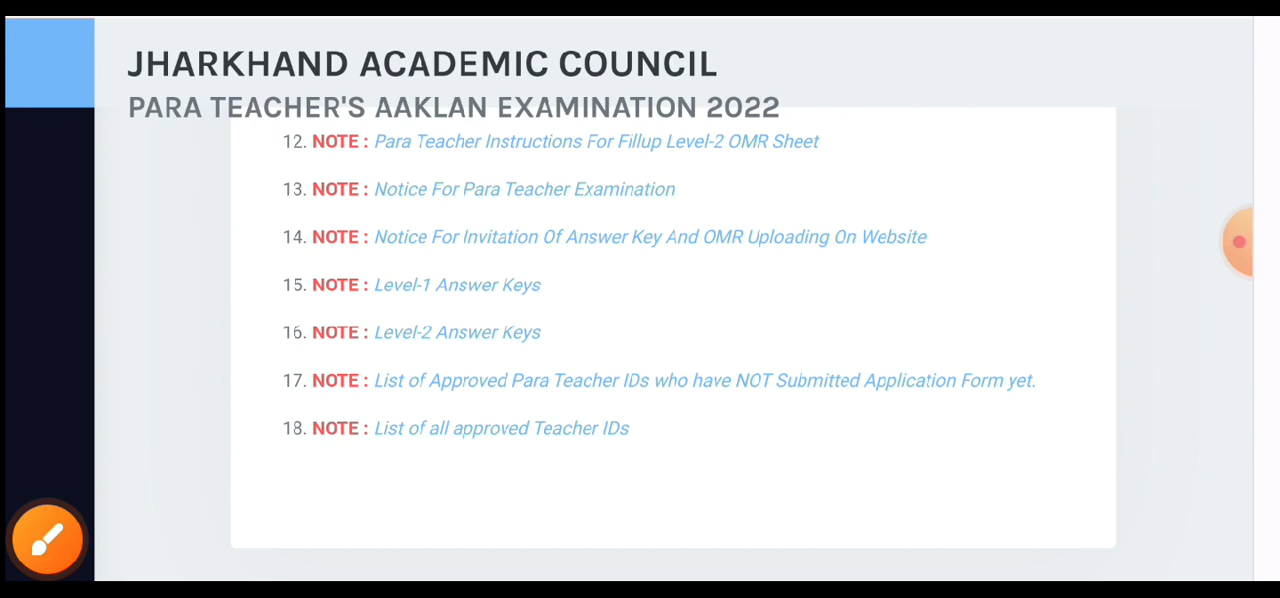 JHARKHAND ACADEMIC COUNCIL
PARA TEACHER'S AAKLAN EXAMINATION 2022
12. NOTE : Para Teacher Instructions For Fillup Level-2 OMR Sheet
13. NOTE : Notice For Para Teacher Examination
14. NOTE : Notice For Invitation Of Answer Key And OMR Uploading On Website
15. NOTE : Level-1 Answer Keys
16. NOTE : Level-2 Answer Keys
17. NOTE : List of Approved Para Teacher IDs who have NOT Submitted Application Form yet.
18. NOTE : List of all approved Teacher IDs